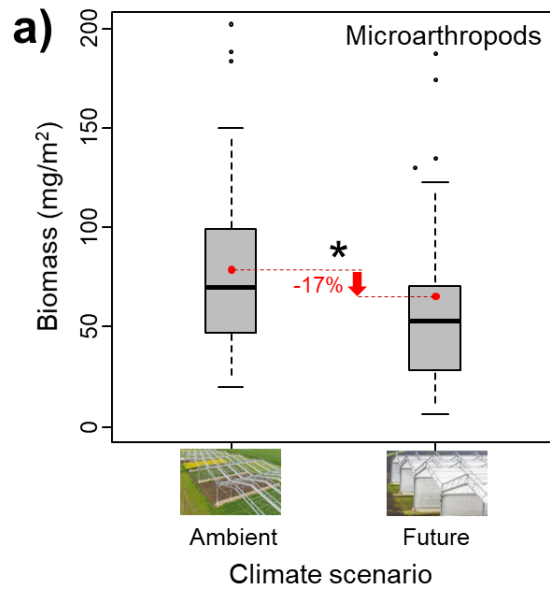 a)
Microarthropods
Biomass (mg/m²)
200
150
100
50
0
*
-17%
Ambient
Future
Climate scenario